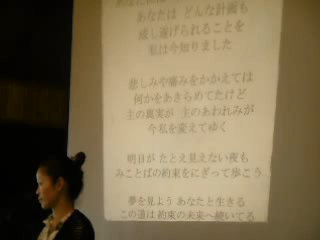 あなたは どんな計画も
成し遂げられることを
私は今知りました
悲しみや痛みをかかえては
何かをあきらめてたけど
主の真実が 主のあわれみが
今私を変えてゆく
明日が たとえ見えない夜も
みことばの約束をにぎって歩こう
夢を見よう あなたと生きる
この道は 約束の未来へ続いてる